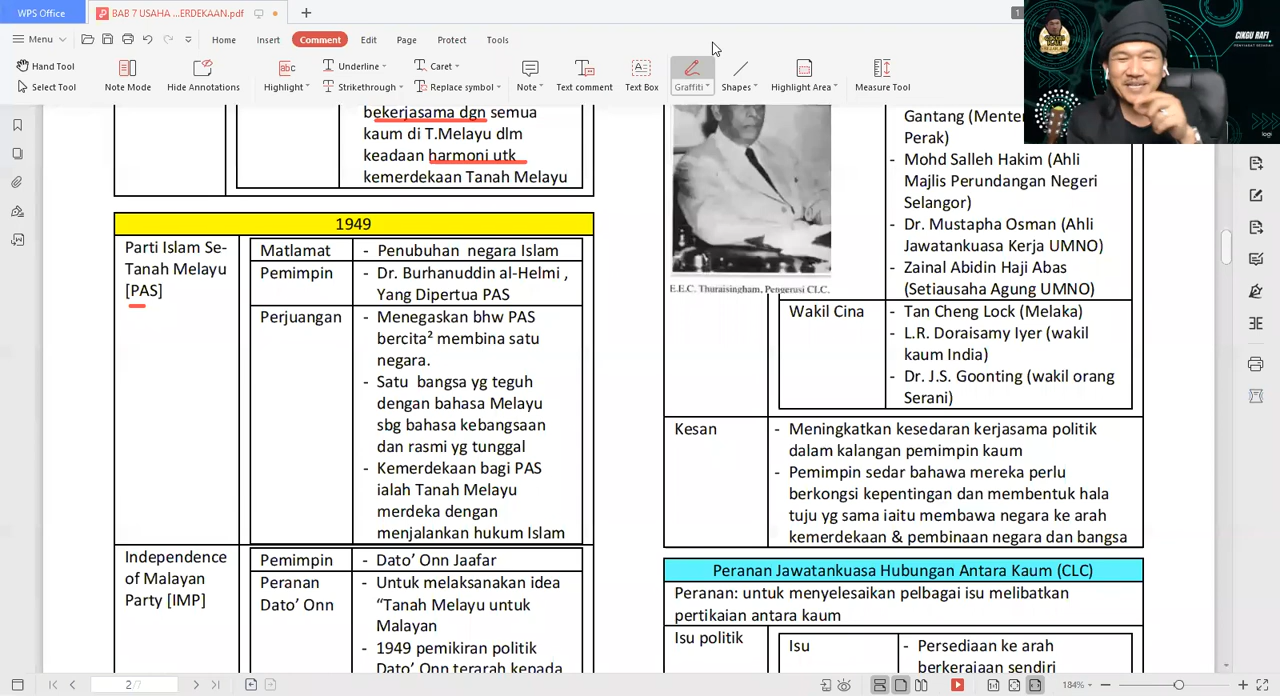 WPS Office
BAB 7 USAHA ...ERDEKAAN.pdf
1
Menu
Home
Insert
Comment
Edit
Page
Protect
Tools
Hand Tool
Select Tool
Note Mode
Hide Annotations
Highlight
Underline
Strikethrough
Caret
Replace symbol
Note
Text comment
Text Box
Graffiti
Shapes
Highlight Area
Measure Tool
CIKGU RAFI
logi
bekerjasama dgn semua
kaum di T.Melayu dlm
keadaan harmoni utk
kemerdekaan Tanah Melayu
1949
Parti Islam Se-
Tanah Melayu
[PAS]
Matlamat
- Penubuhan negara Islam
Pemimpin
- Dr. Burhanuddin al-Helmi ,
Yang Dipertua PAS
Perjuangan
- Menegaskan bhw PAS
bercita² membina satu
negara.
- Satu bangsa yg teguh
dengan bahasa Melayu
sbg bahasa kebangsaan
dan rasmi yg tunggal
- Kemerdekaan bagi PAS
ialah Tanah Melayu
merdeka dengan
menjalankan hukum Islam
Independence
of Malayan
Party [IMP]
Pemimpin
- Dato’ Onn Jaafar
Peranan
Dato’ Onn
- Untuk melaksanakan idea
“Tanah Melayu untuk
Malayan
- 1949 pemikiran politik
Dato’ Onn terarah kepada
E.E.C. Thuraisingham, Pengerusi CLC.
Gantang (Menteri
Perak)
- Mohd Salleh Hakim (Ahli
Majlis Perundangan Negeri
Selangor)
- Dr. Mustapha Osman (Ahli
Jawatankuasa Kerja UMNO)
- Zainal Abidin Haji Abas
(Setiausaha Agung UMNO)
Wakil Cina
- Tan Cheng Lock (Melaka)
- L.R. Doraisamy Iyer (wakil
kaum India)
- Dr. J.S. Goonting (wakil orang
Serani)
Kesan
- Meningkatkan kesedaran kerjasama politik
dalam kalangan pemimpin kaum
- Pemimpin sedar bahawa mereka perlu
berkongsi kepentingan dan membentuk hala
tuju yg sama iaitu membawa negara ke arah
kemerdekaan & pembinaan negara dan bangsa
Peranan Jawatankuasa Hubungan Antara Kaum (CLC)
Peranan: untuk menyelesaikan pelbagai isu melibatkan
pertikaian antara kaum
Isu politik
Isu
- Persediaan ke arah
berkerajaan sendiri
2/7
184%